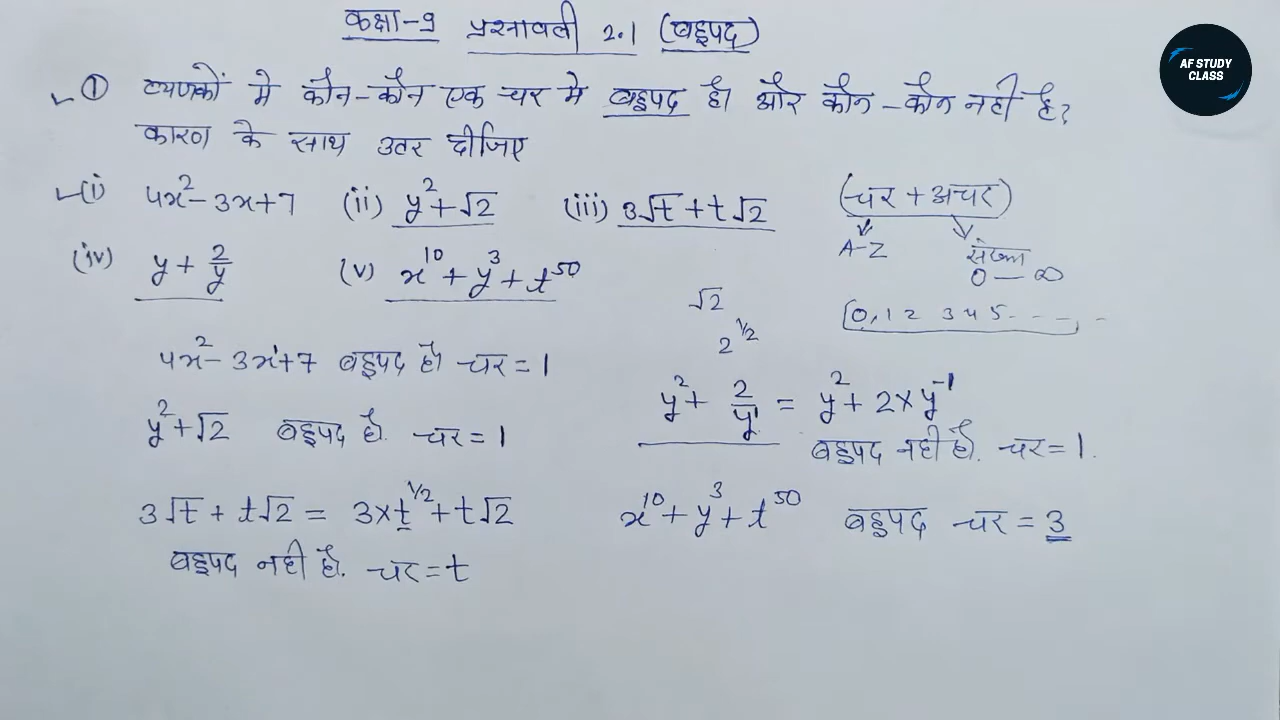 कक्षा-9 प्रश्नावली 2.1 (बहुपद)
AF STUDY CLASS
① व्यंजकों मे कौन-कौन एक चर मे बहुपद है। और कौन-कौन नही है?
कारण के साथ उतर दीजिए
(i) 4x² - 3x + 7 (ii) y² + √2 (iii) 3√t + t√2
(चर + अचर)
A-Z संख्या
0 — ∞
(iv) y + 2/y (v) x¹⁰ + y³ + t⁵⁰
√2
2^1/2
0, 1 2 3 4 5 - - - , -
4x² - 3x¹ + 7 बहुपद है। चर = 1
y² + √2 बहुपद है. चर = 1
y² + 2/y¹ = y² + 2 × y⁻¹
बहुपद नही है. चर = 1.
3√t + t√2 = 3 × t^1/2 + t√2
बहुपद नही है. चर = t
x¹⁰ + y³ + t⁵⁰ बहुपद चर = 3